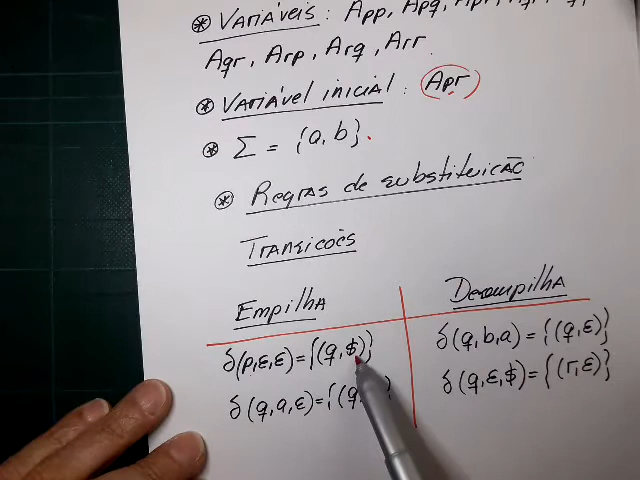 ⊛ Variáveis : App, Apq,
Aqr, Arp, Arq, Arr
⊛ Variável inicial : Apr
⊛ Σ = {a, b}.
⊛ Regras de substituição
Transições
Empilha
δ(p,ε,ε)={(q,$)}
δ(q,a,ε)={(q, }
Desempilha
δ(q,b,a)={(q,ε)}
δ(q,ε,$)={(r,ε)}